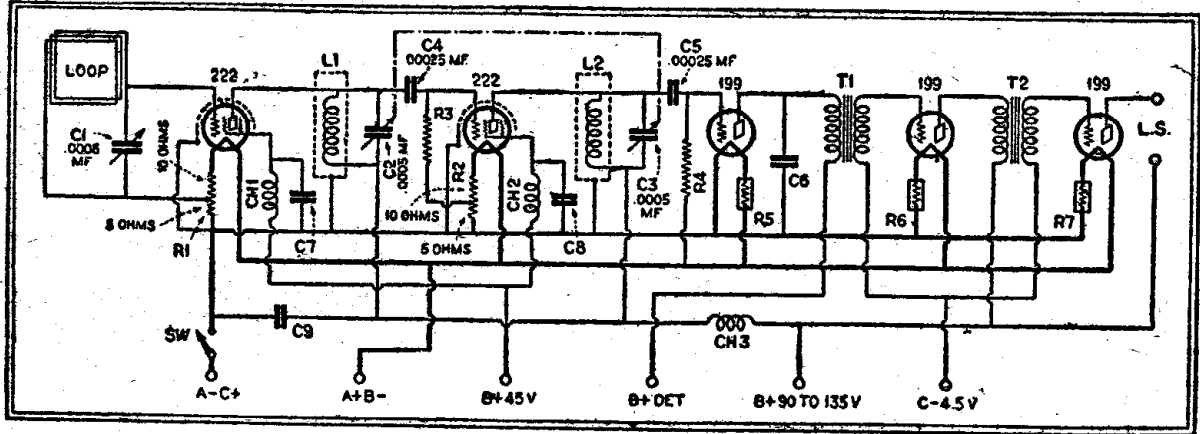 LOOP
C1
.0005
MF
10 OHMS
5 OHMS
R1
222
CH1
C7
L1
C2
.0005 MF
C4
.00025 MF
R3
222
R2
10 OHMS
5 OHMS
CH2
C8
L2
C3
.0005
MF
C5
.00025 MF
R4
199
R5
C6
T1
199
R6
T2
199
R7
L.S.
SW
C9
CH3
A-C+
A+B-
B+45V
B+DET
B+90 TO 135V
C-4.5V